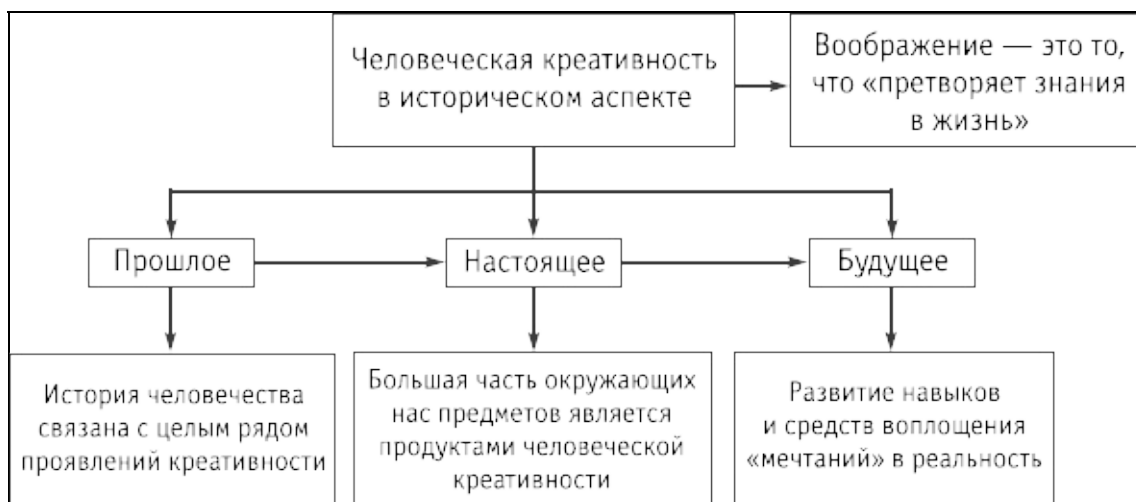 Человеческая креативность
в историческом аспекте
Воображение — это то,
что «претворяет знания
в жизнь»
Прошлое
Настоящее
Будущее
История человечества
связана с целым рядом
проявлений креативности
Большая часть окружающих
нас предметов является
продуктами человеческой
креативности
Развитие навыков
и средств воплощения
«мечтаний» в реальность